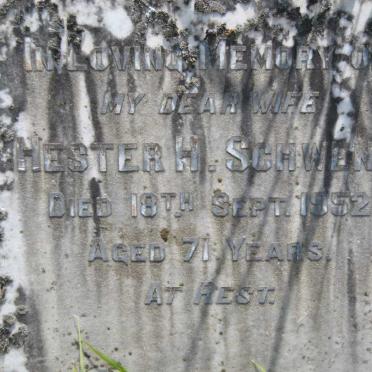 IN LOVING MEMORY O
MY DEAR WIFE
HESTER H. SCHWEN
DIED 18TH SEPT. 1952
AGED 71 YEARS.
AT REST.